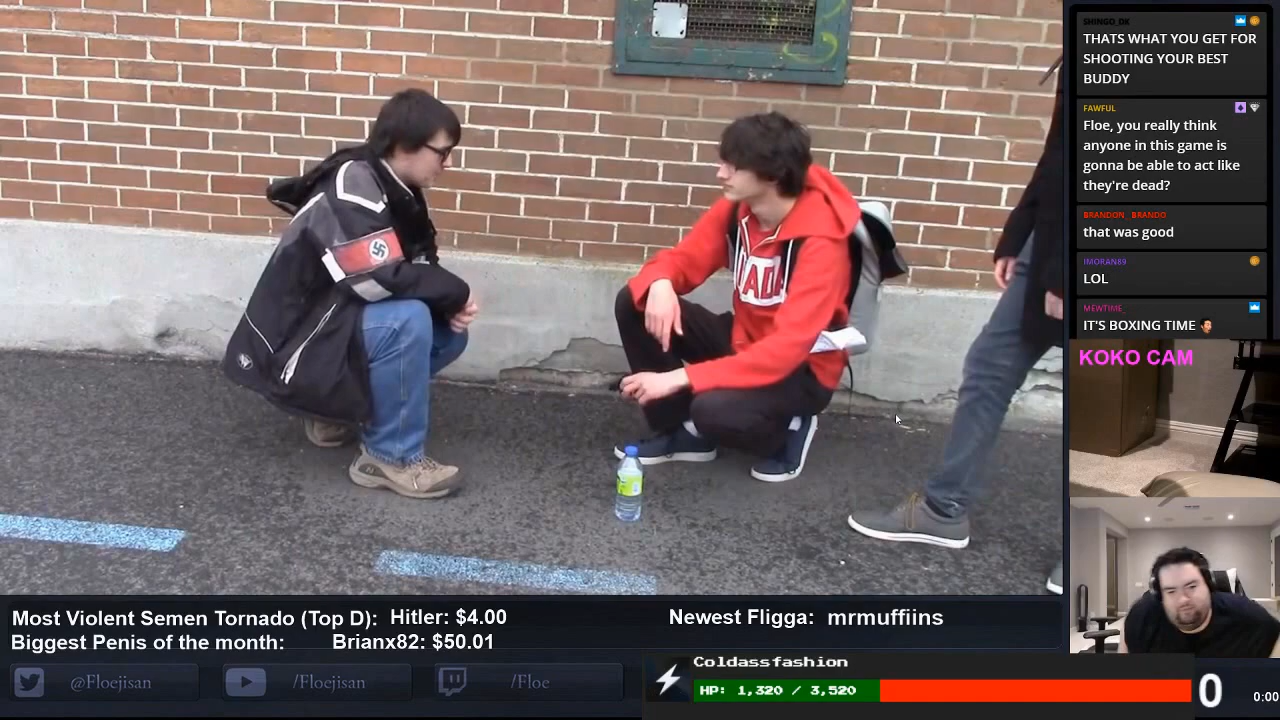 SHINGO_DK
THATS WHAT YOU GET FOR
SHOOTING YOUR BEST
BUDDY
FAWFUL
Floe, you really think
anyone in this game is
gonna be able to act like
they're dead?
BRANDON_BRANDO
that was good
IMORAN89
LOL
MEWTIME_
IT'S BOXING TIME
KOKO CAM
NADA
Most Violent Semen Tornado (Top D): Hitler: $4.00
Newest Fligga: mrmuffiins
Biggest Penis of the month: Brianx82: $50.01
@Floejisan
/Floejisan
/Floe
Coldassfashion
HP: 1,320 / 3,520
0
0:00